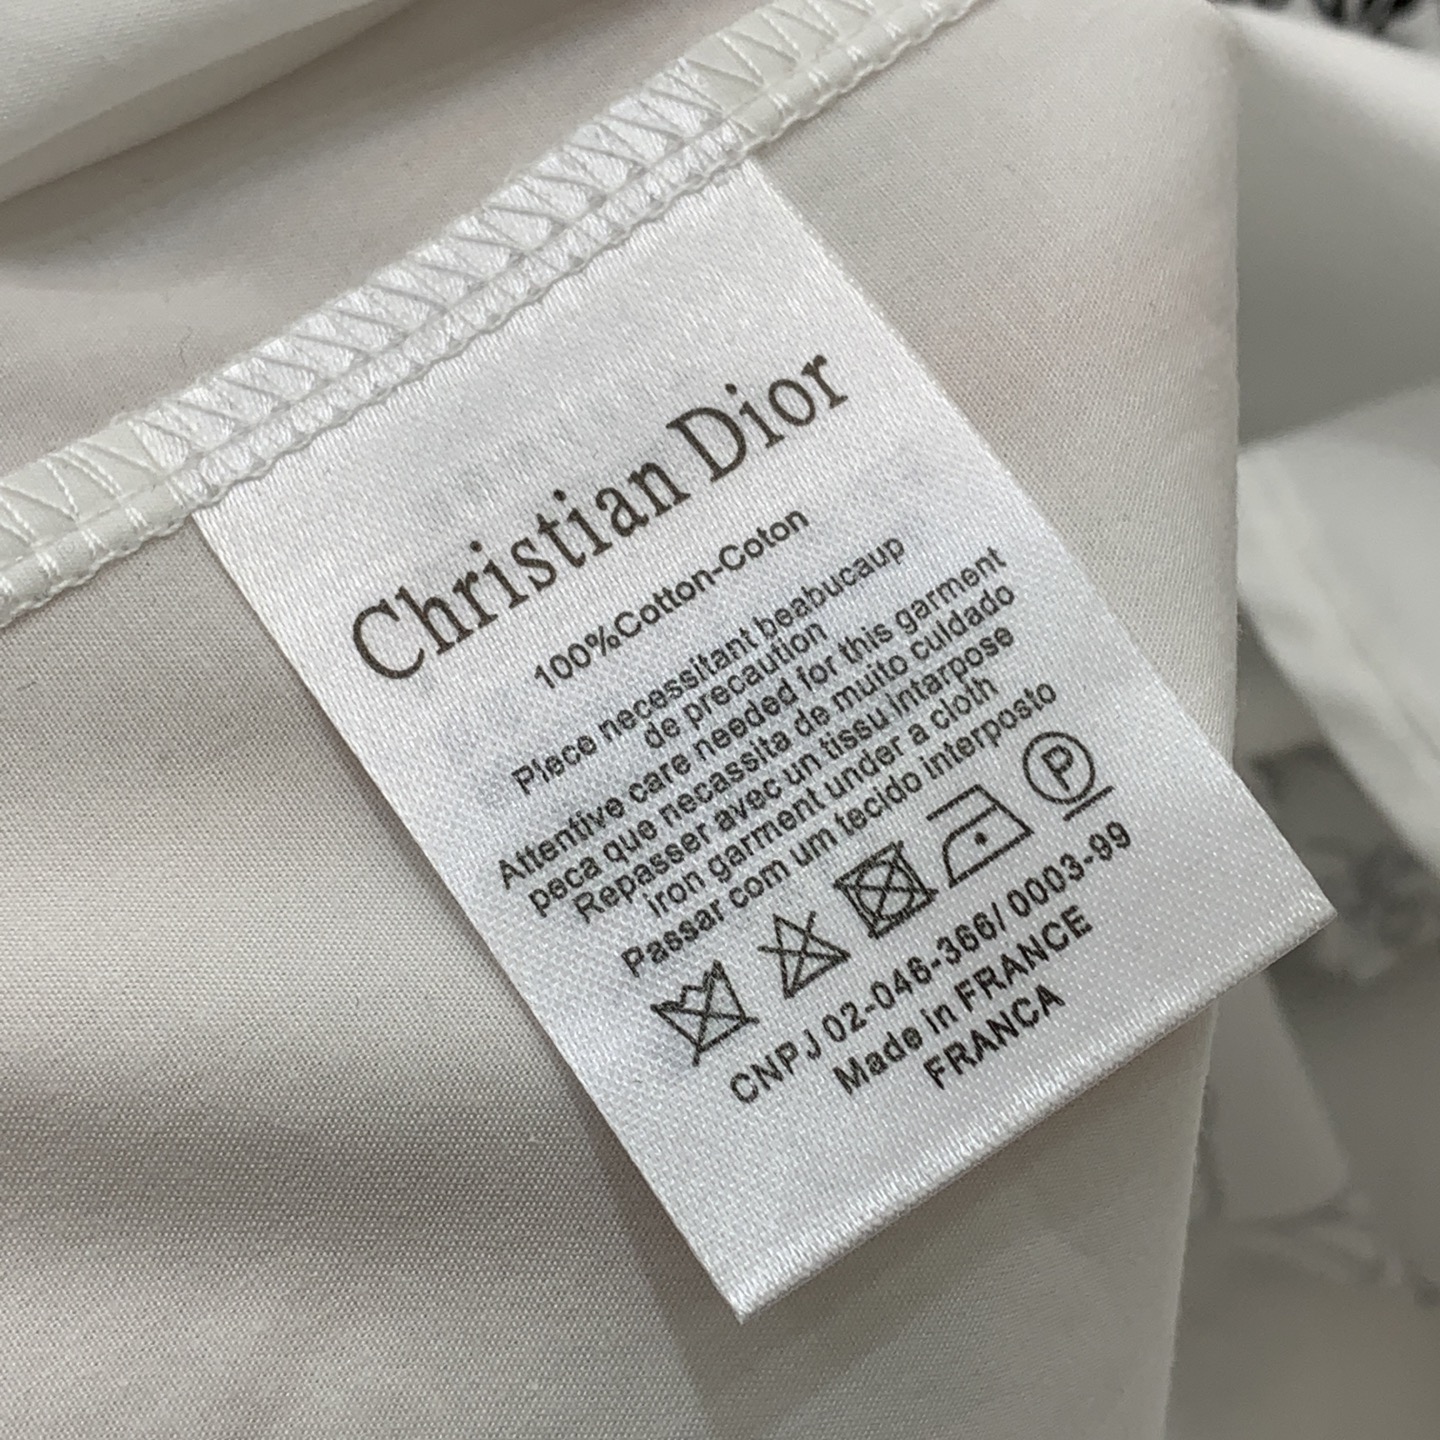 Christian Dior
100%Cotton-Coton
Plece necessitant beabucaup
de precaution
Attentive care needed for this garment
peca que necassita de muito culdado
Repasser avec un tissu intarpose
iron garment under a cloth
Passar com um tecido interposto
P
CNPJ 02-046-366/ 0003-99
Made in FRANCE
FRANCA